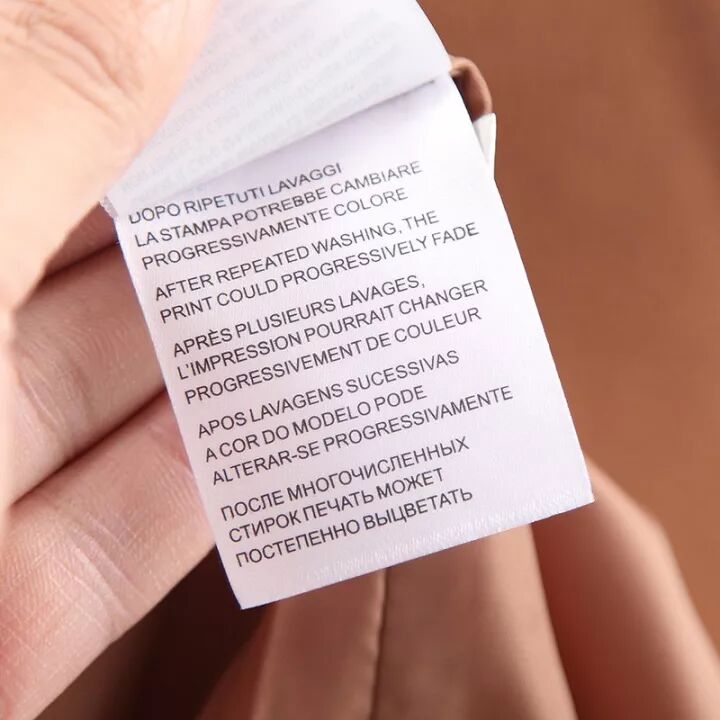 DOPO RIPETUTI LAVAGGI
LA STAMPA POTREBBE CAMBIARE
PROGRESSIVAMENTE COLORE
AFTER REPEATED WASHING, THE
PRINT COULD PROGRESSIVELY FADE
APRÈS PLUSIEURS LAVAGES,
L'IMPRESSION POURRAIT CHANGER
PROGRESSIVEMENT DE COULEUR
APOS LAVAGENS SUCESSIVAS
A COR DO MODELO PODE
ALTERAR-SE PROGRESSIVAMENTE
ПОСЛЕ МНОГОЧИСЛЕННЫХ
СТИРОК ПЕЧАТЬ МОЖЕТ
ПОСТЕПЕННО ВЫЦВЕТАТЬ